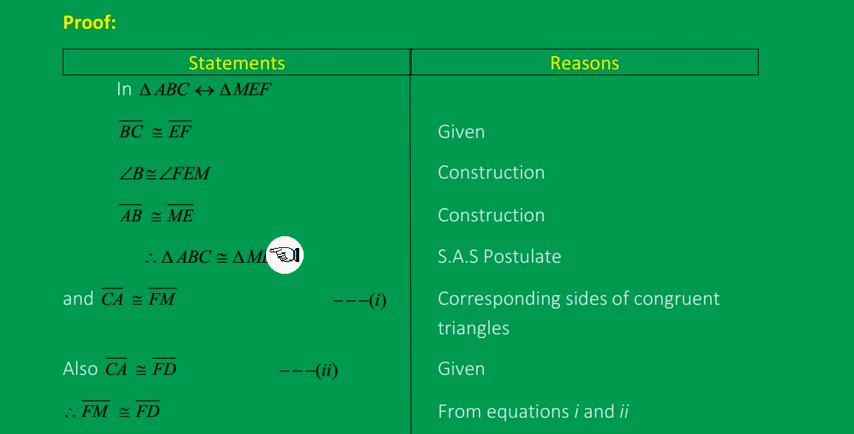 Proof:
Statements Reasons
In Δ ABC ↔ Δ MEF
BC ≅ EF Given
∠B ≅ ∠FEM Construction
AB ≅ ME Construction
∴ Δ ABC ≅ Δ S.A.S Postulate
and CA ≅ FM −−−(i) Corresponding sides of congruent
triangles
Also CA ≅ FD −−−(ii) Given
∴ FM ≅ FD From equations i and ii